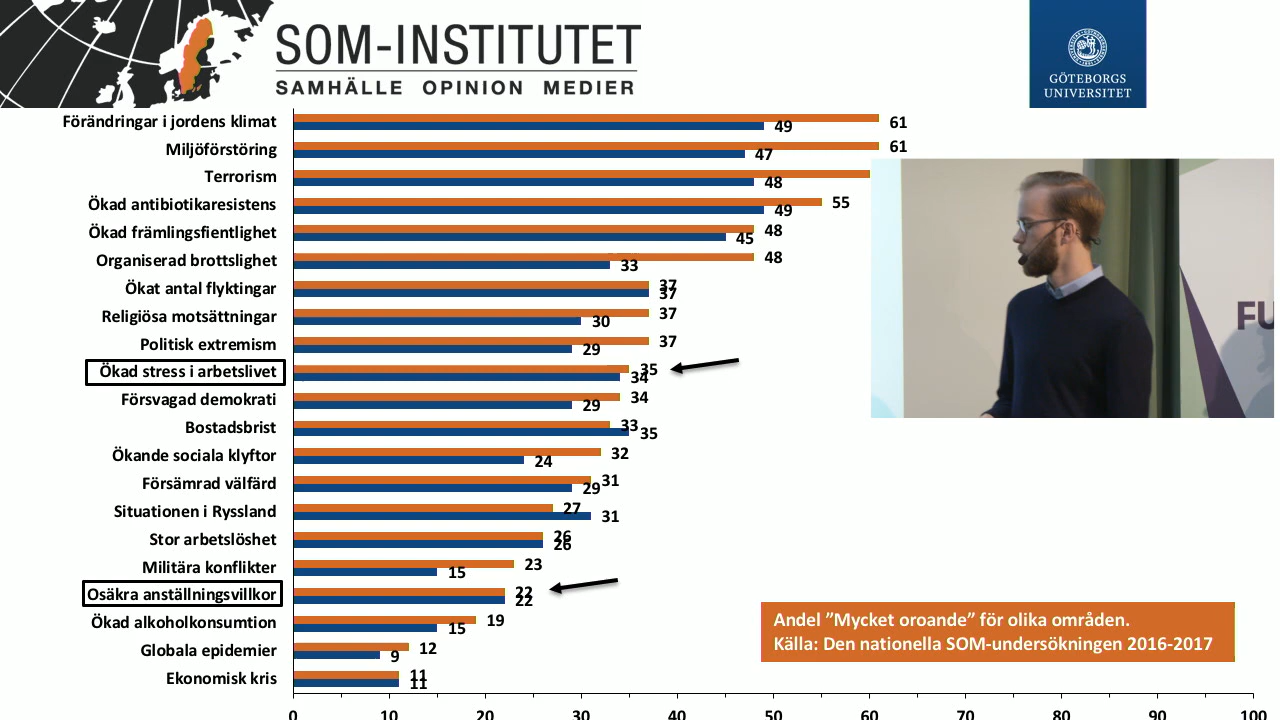 SOM-INSTITUTET
SAMHÄLLE OPINION MEDIER
GÖTEBORGS
UNIVERSITET
Förändringar i jordens klimat 61 49
Miljöförstöring 61 47
Terrorism 48
Ökad antibiotikaresistens 55 49
Ökad främlingsfientlighet 48 45
Organiserad brottslighet 48 33
Ökat antal flyktingar 37 37
Religiösa motsättningar 37 30
Politisk extremism 37 29
Ökad stress i arbetslivet 35 34
Försvagad demokrati 34 29
Bostadsbrist 33 35
Ökande sociala klyftor 32 24
Försämrad välfärd 31 29
Situationen i Ryssland 27 31
Stor arbetslöshet 26 26
Militära konflikter 23 15
Osäkra anställningsvillkor 22 22
Ökad alkoholkonsumtion 19 15
Globala epidemier 12 9
Ekonomisk kris 11 11
0 10 20 30 40 50 60 70 80 90 100
FU
Andel ”Mycket oroande” för olika områden.
Källa: Den nationella SOM-undersökningen 2016-2017